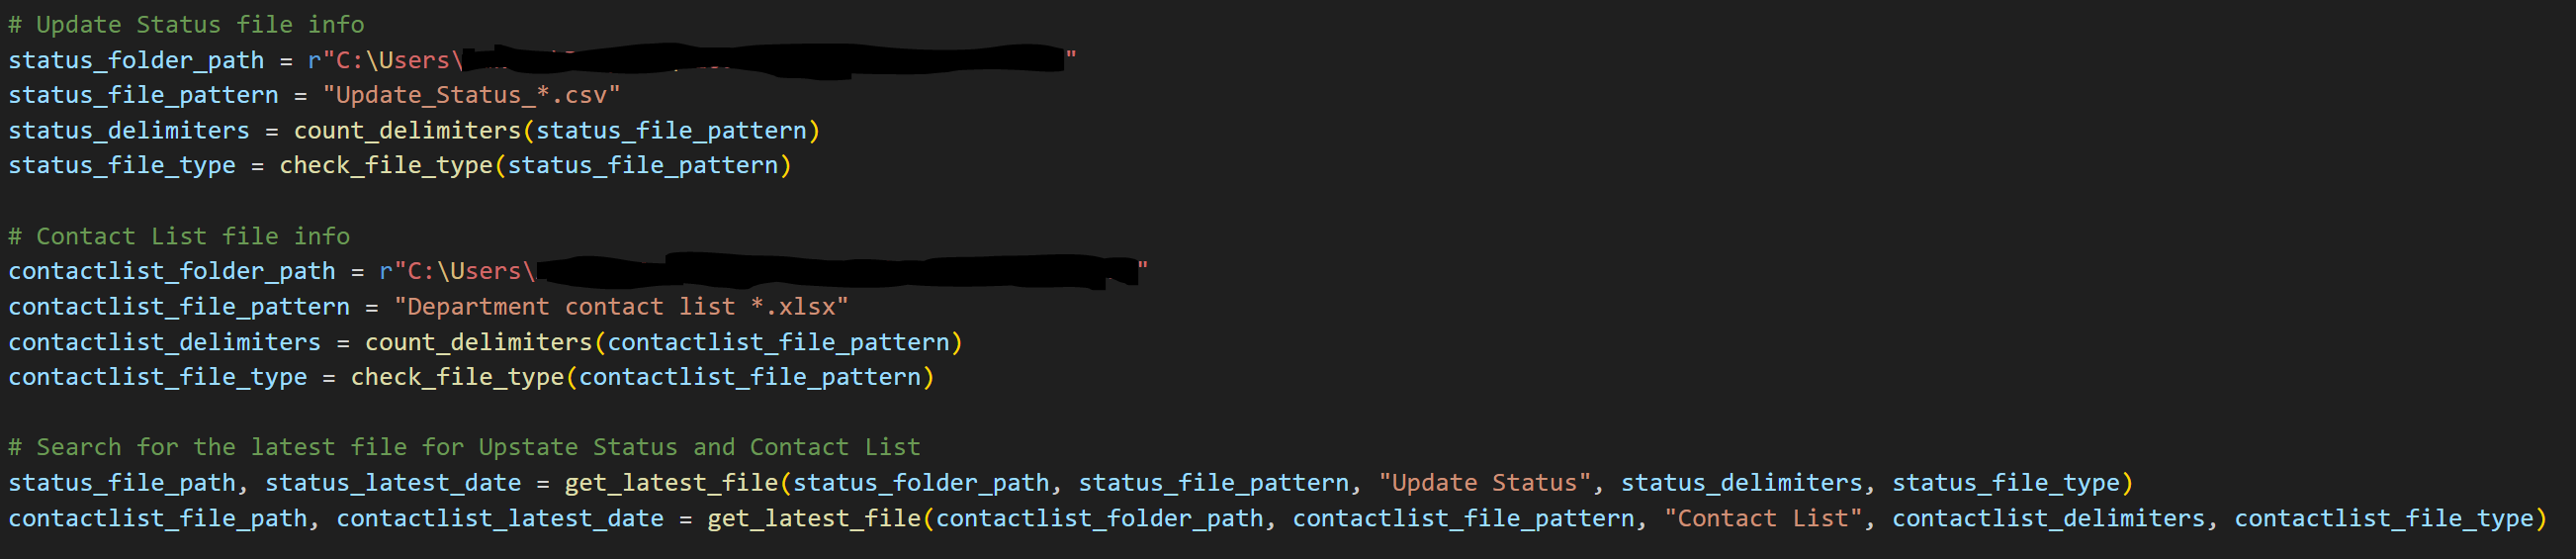 # Update Status file info
status_folder_path = r"C:\Users\"
status_file_pattern = "Update_Status_*.csv"
status_delimiters = count_delimiters(status_file_pattern)
status_file_type = check_file_type(status_file_pattern)
# Contact List file info
contactlist_folder_path = r"C:\Users\"
contactlist_file_pattern = "Department contact list *.xlsx"
contactlist_delimiters = count_delimiters(contactlist_file_pattern)
contactlist_file_type = check_file_type(contactlist_file_pattern)
# Search for the latest file for Upstate Status and Contact List
status_file_path, status_latest_date = get_latest_file(status_folder_path, status_file_pattern, "Update Status", status_delimiters, status_file_type)
contactlist_file_path, contactlist_latest_date = get_latest_file(contactlist_folder_path, contactlist_file_pattern, "Contact List", contactlist_delimiters, contactlist_file_type)